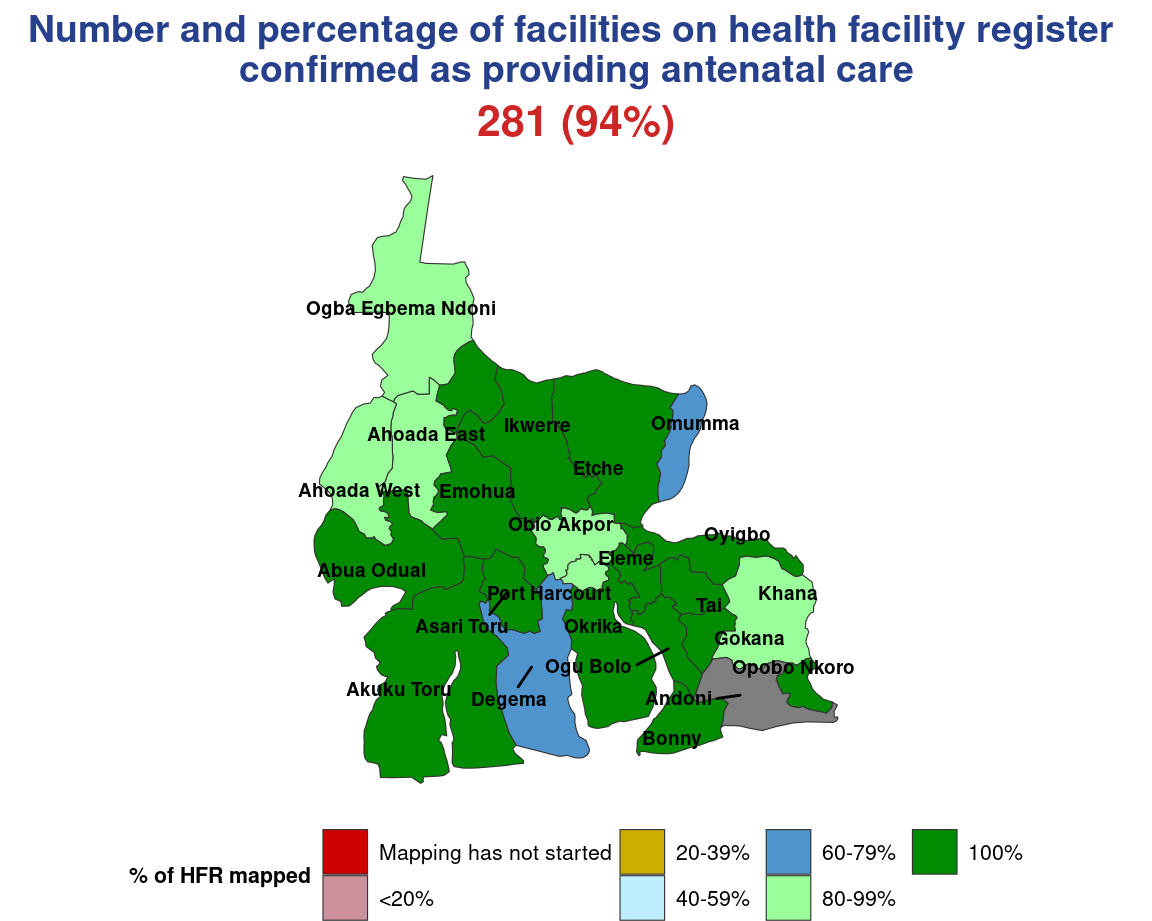 Number and percentage of facilities on health facility register
confirmed as providing antenatal care
281 (94%)
Ogba Egbema Ndoni
Omumma
Ikwerre
Ahoada East
Etche
Ahoada West
Emohua
Obio Akpor
Oyigbo
Eleme
Abua Odual
Port Harcourt
Khana
Tai
Asari Toru
Okrika
Gokana
Ogu Bolo
Opobo Nkoro
Akuku Toru
Degema
Andoni
Bonny
% of HFR mapped
Mapping has not started
<20%
20-39%
40-59%
60-79%
80-99%
100%